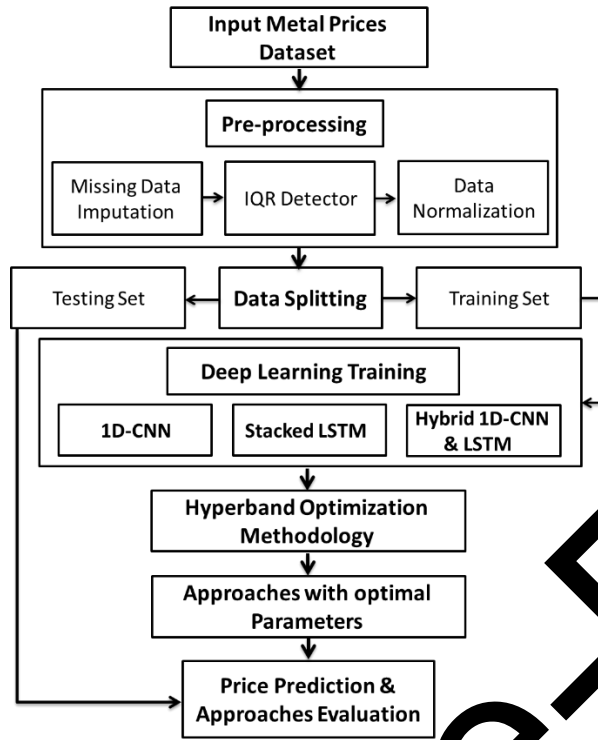 Input Metal Prices
Dataset
Pre-processing
Missing Data
Imputation
IQR Detector
Data
Normalization
Testing Set
Data Splitting
Training Set
Deep Learning Training
1D-CNN
Stacked LSTM
Hybrid 1D-CNN
& LSTM
Hyperband Optimization
Methodology
Approaches with optimal
Parameters
Price Prediction &
Approaches Evaluation